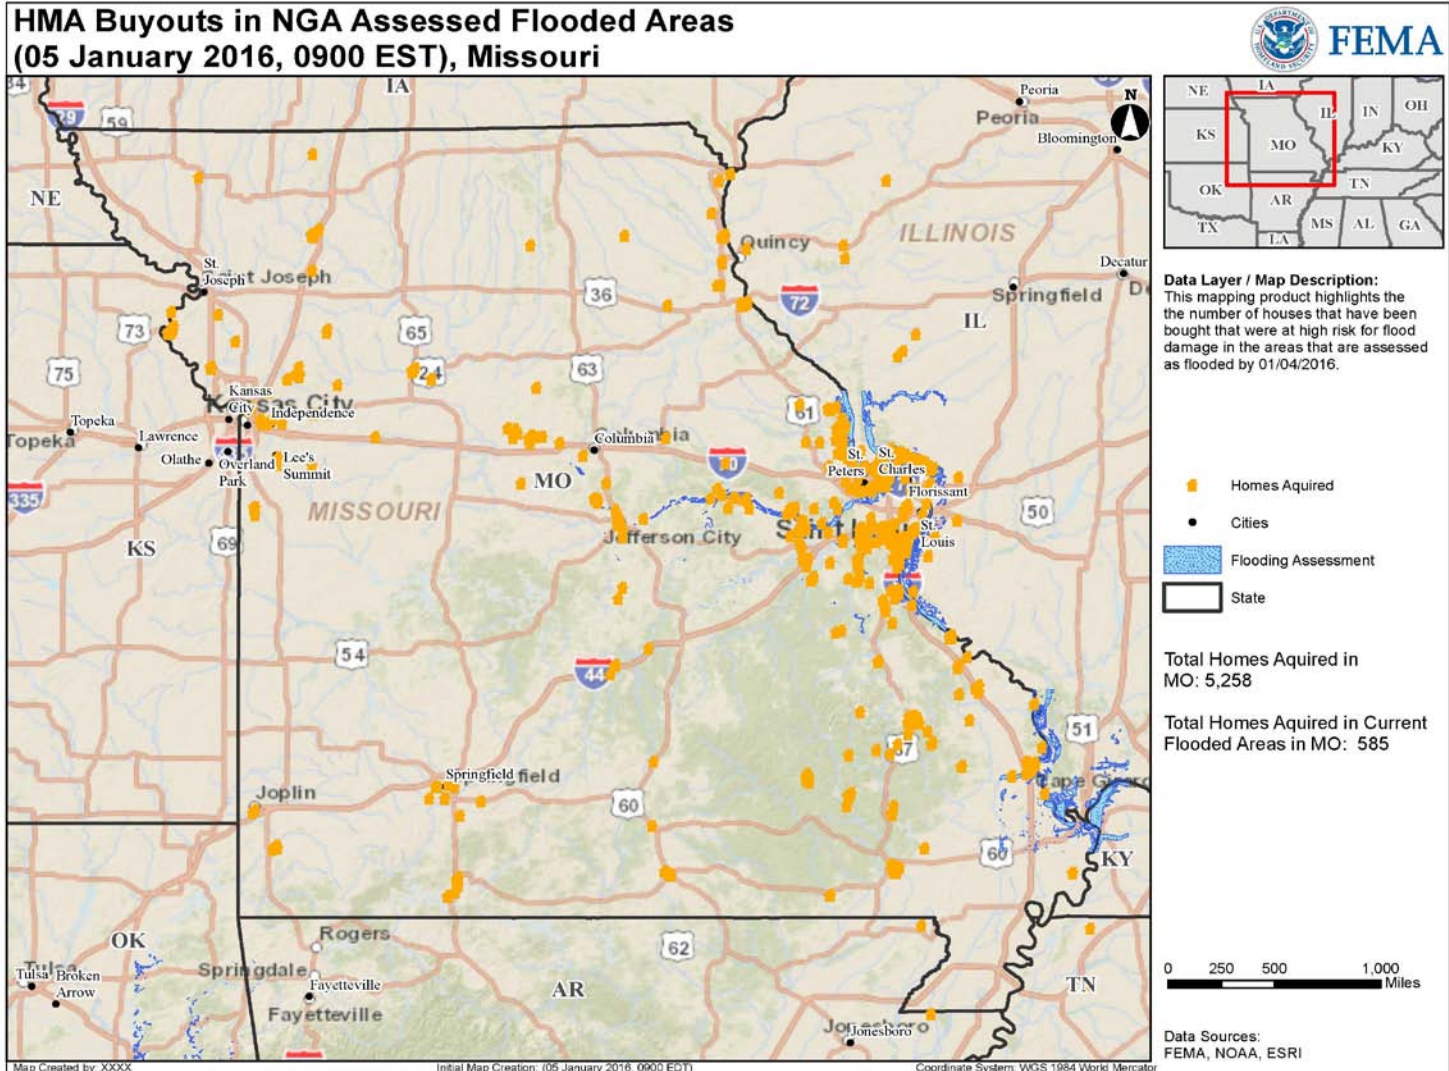 HMA Buyouts in NGA Assessed Flooded Areas
(05 January 2016, 0900 EST), Missouri
FEMA
NE
IA
IL
IN
OH
KS
MO
KY
OK
AR
TN
TX
LA
MS
AL
GA
Data Layer / Map Description:
This mapping product highlights the
the number of houses that have been
bought that were at high risk for flood
damage in the areas that are assessed
as flooded by 01/04/2016.
Homes Aquired
Cities
Flooding Assessment
State
Total Homes Aquired in
MO: 5,258
Total Homes Aquired in Current
Flooded Areas in MO: 585
0 250 500 1,000
Miles
Data Sources:
FEMA, NOAA, ESRI
IA
N
59
Peoria
Peoria
Bloomington
NE
ILLINOIS
Quincy
St.
Joseph
Decatur
36
72
Springfield
IL
73
65
75
24
63
Kansas
City
Kansas City
Independence
61
Topeka
Topeka
Lawrence
Columbia
Olathe
Overland
Park
Lee's
Summit
MO
St.
Peters
St.
Charles
Florissant
335
MISSOURI
50
KS
69
Jefferson City
St.
Louis
54
44
51
67
Springfield
Joplin
60
60
KY
OK
Rogers
62
Tulsa
Broken
Arrow
Springdale
Fayetteville
Fayetteville
AR
TN
Jonesboro
Jonesboro
Map Created by: XXXX
Initial Map Creation: (05 January 2016, 0900 EDT)
Coordinate System: WGS 1984 World Mercator